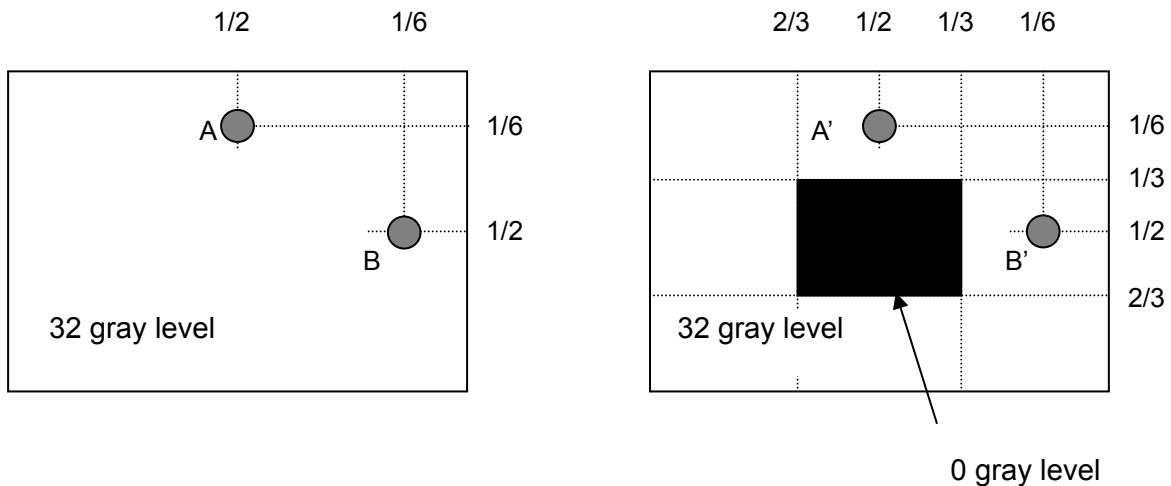 1/2 1/6
2/3 1/2 1/3 1/6
A
1/6
B
1/2
32 gray level
A’
1/6
1/3
1/2
B’
2/3
32 gray level
0 gray level